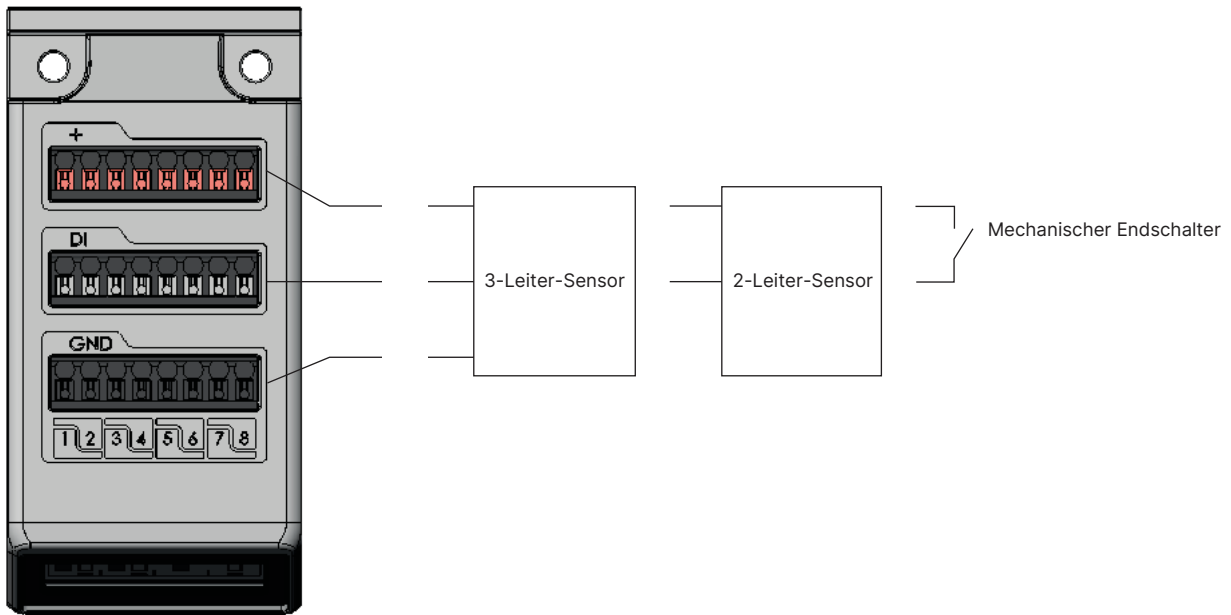 +
DI
GND
1 2 3 4 5 6 7 8
3-Leiter-Sensor
2-Leiter-Sensor
Mechanischer Endschalter